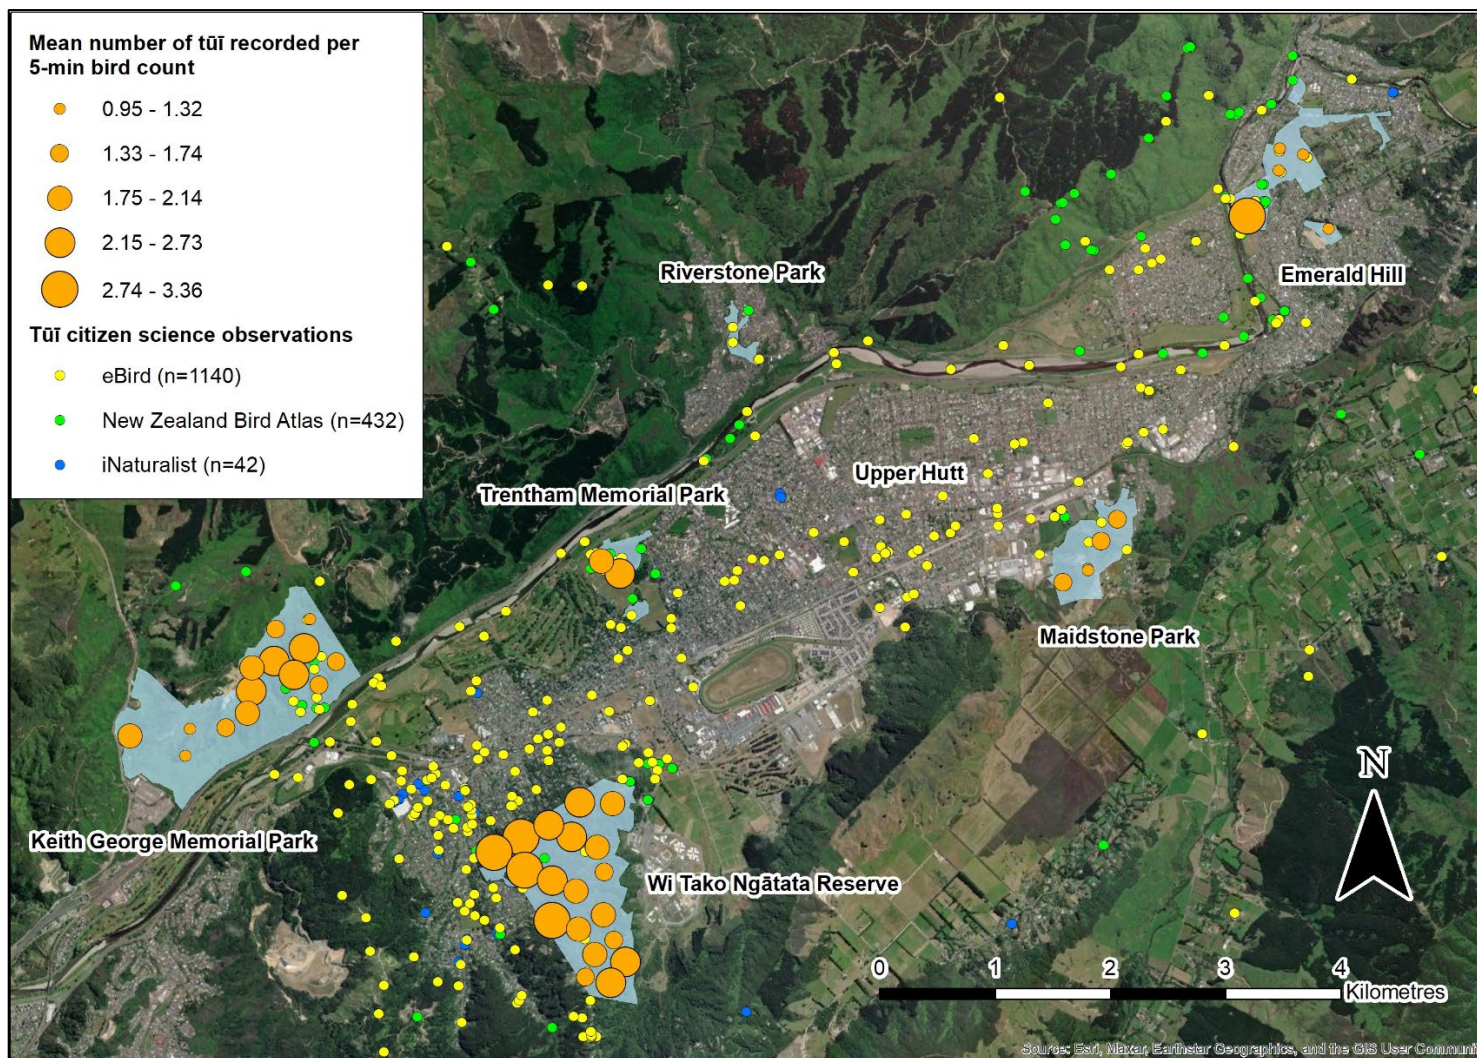 Mean number of tūī recorded per
5-min bird count
0.95 - 1.32
1.33 - 1.74
1.75 - 2.14
2.15 - 2.73
2.74 - 3.36
Tūī citizen science observations
eBird (n=1140)
New Zealand Bird Atlas (n=432)
iNaturalist (n=42)
Riverstone Park
Emerald Hill
Upper Hutt
Trentham Memorial Park
Maidstone Park
Keith George Memorial Park
Wi Tako Ngātata Reserve
N
0 1 2 3 4
Kilometres
Source: Esri, Maxar, Earthstar Geographics, and the GIS User Communi